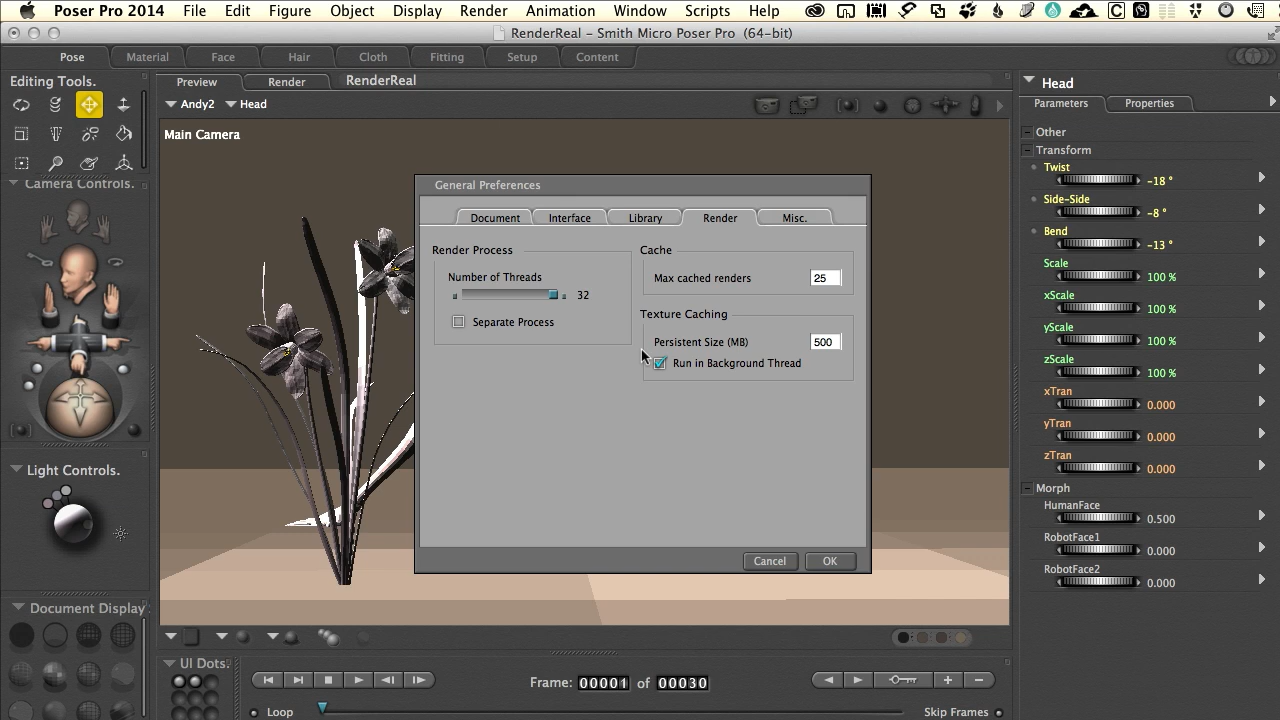 Poser Pro 2014 File Edit Figure Object Display Render Animation Window Scripts Help
RenderReal – Smith Micro Poser Pro (64-bit)
Pose Material Face Hair Cloth Fitting Setup Content
Editing Tools.
Preview Render RenderReal
Andy2 Head
Main Camera
Camera Controls.
Light Controls.
Document Display
General Preferences
Document Interface Library Render Misc.
Render Process
Number of Threads
32
Separate Process
Cache
Max cached renders 25
Texture Caching
Persistent Size (MB) 500
Run in Background Thread
Cancel OK
Head
Parameters Properties
Other
Transform
Twist
-18 °
Side-Side
-8 °
Bend
-13 °
Scale
100 %
xScale
100 %
yScale
100 %
zScale
100 %
xTran
0.000
yTran
0.000
zTran
0.000
Morph
HumanFace
0.500
RobotFace1
0.000
RobotFace2
0.000
UI Dots.
Frame: 00001 of 00030
Loop
Skip Frames